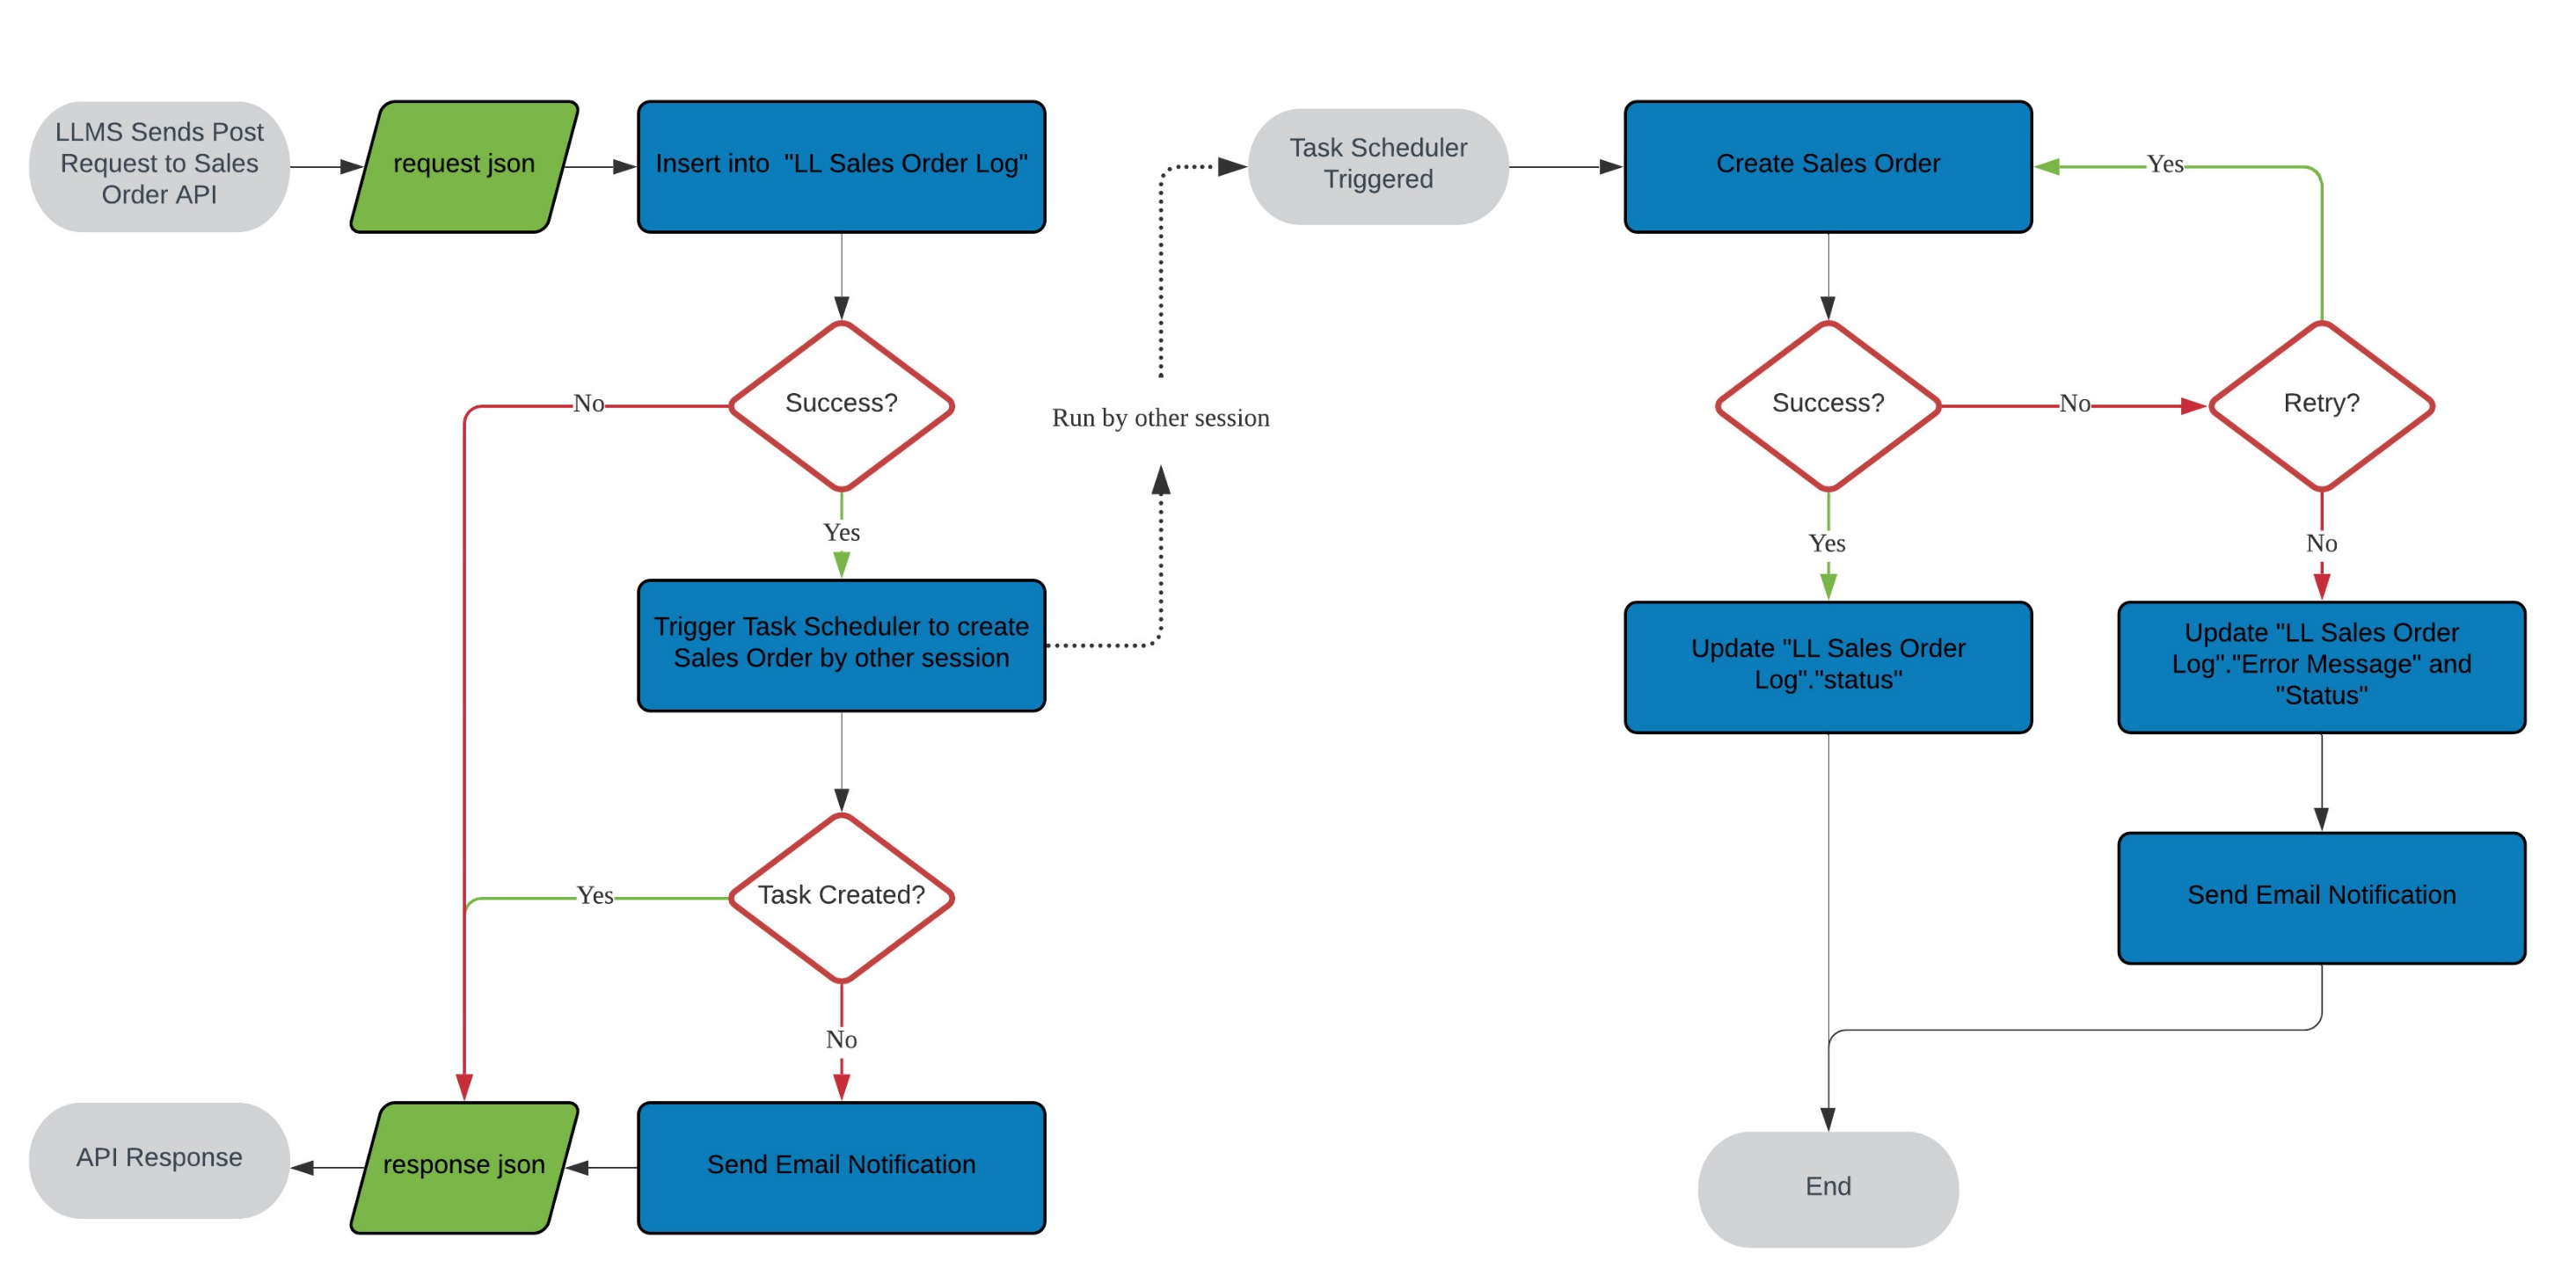 LLMS Sends Post
Request to Sales
Order API
request json
Insert into "LL Sales Order Log"
Success?
No
Yes
Trigger Task Scheduler to create
Sales Order by other session
Run by other session
Task Created?
Yes
No
Send Email Notification
response json
API Response
Task Scheduler
Triggered
Create Sales Order
Yes
Success?
No
Retry?
Yes
No
Update "LL Sales Order
Log"."status"
Update "LL Sales Order
Log"."Error Message" and
"Status"
Send Email Notification
End